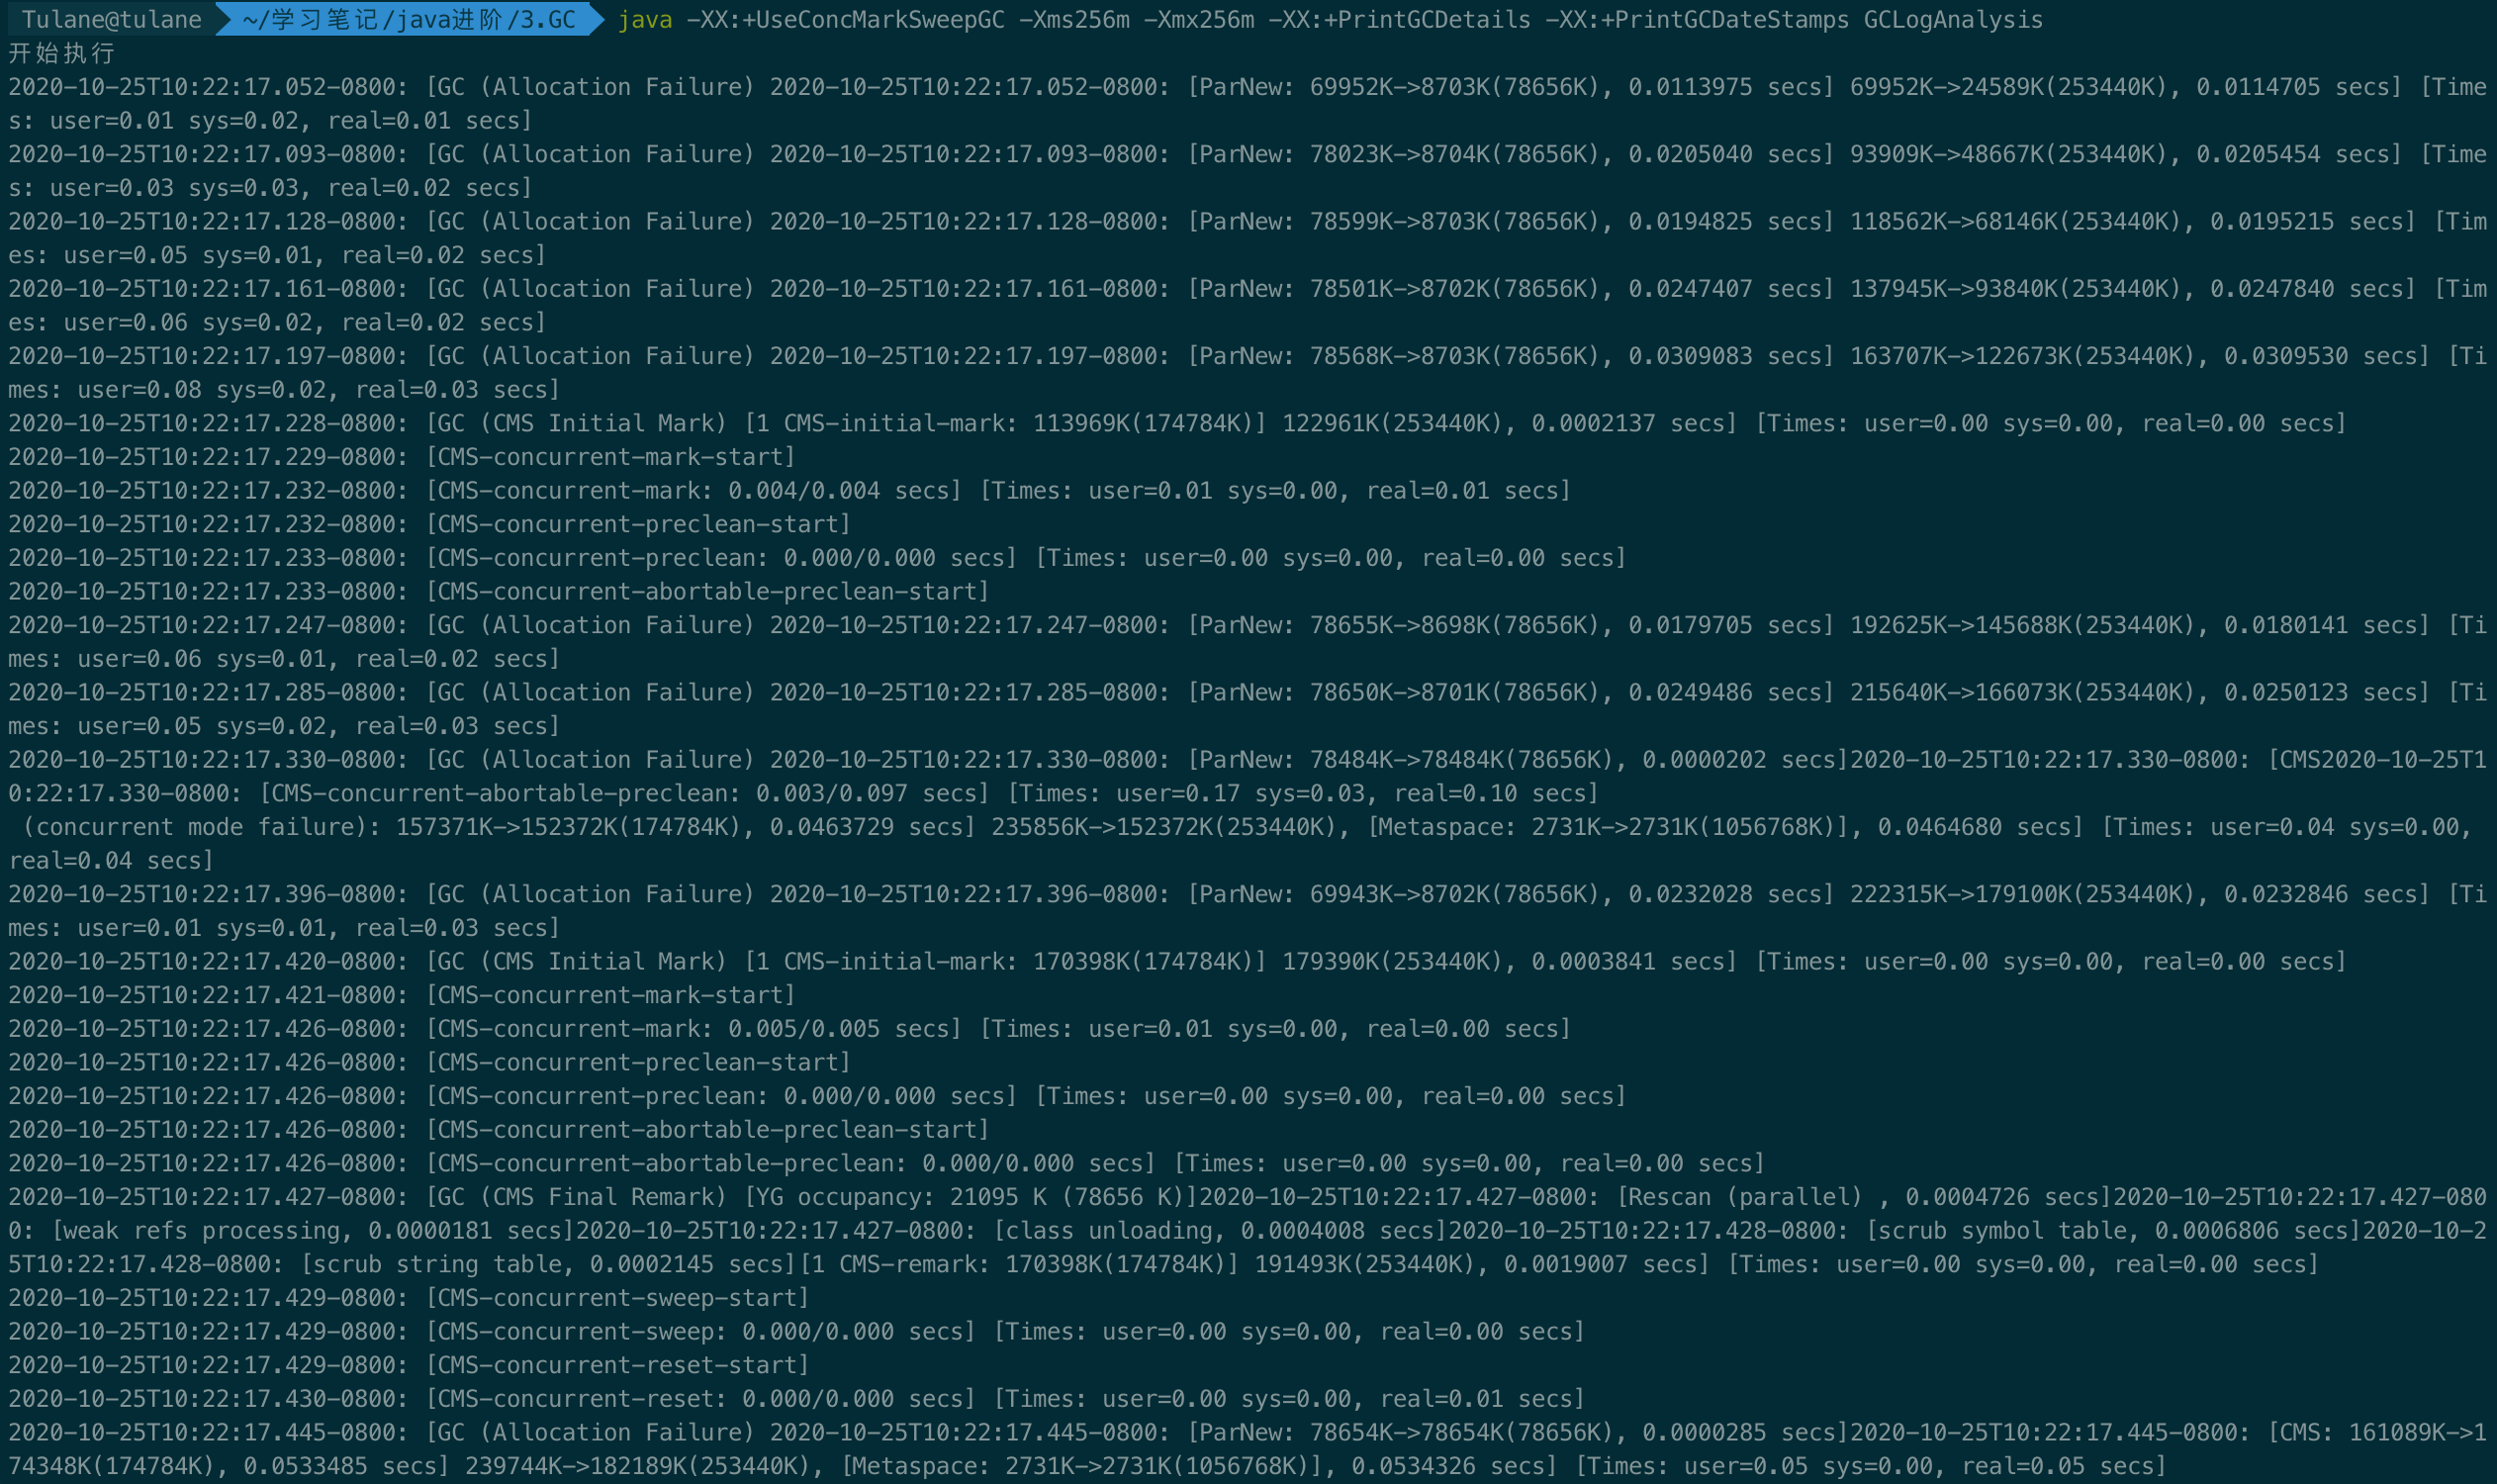 Tulane@tulane ~/学习笔记/java进阶/3.GC java -XX:+UseConcMarkSweepGC -Xms256m -Xmx256m -XX:+PrintGCDetails -XX:+PrintGCDateStamps GCLogAnalysis
开始执行
2020-10-25T10:22:17.052-0800: [GC (Allocation Failure) 2020-10-25T10:22:17.052-0800: [ParNew: 69952K->8703K(78656K), 0.0113975 secs] 69952K->24589K(253440K), 0.0114705 secs] [Time
s: user=0.01 sys=0.02, real=0.01 secs]
2020-10-25T10:22:17.093-0800: [GC (Allocation Failure) 2020-10-25T10:22:17.093-0800: [ParNew: 78023K->8704K(78656K), 0.0205040 secs] 93909K->48667K(253440K), 0.0205454 secs] [Time
s: user=0.03 sys=0.03, real=0.02 secs]
2020-10-25T10:22:17.128-0800: [GC (Allocation Failure) 2020-10-25T10:22:17.128-0800: [ParNew: 78599K->8703K(78656K), 0.0194825 secs] 118562K->68146K(253440K), 0.0195215 secs] [Tim
es: user=0.05 sys=0.01, real=0.02 secs]
2020-10-25T10:22:17.161-0800: [GC (Allocation Failure) 2020-10-25T10:22:17.161-0800: [ParNew: 78501K->8702K(78656K), 0.0247407 secs] 137945K->93840K(253440K), 0.0247840 secs] [Tim
es: user=0.06 sys=0.02, real=0.02 secs]
2020-10-25T10:22:17.197-0800: [GC (Allocation Failure) 2020-10-25T10:22:17.197-0800: [ParNew: 78568K->8703K(78656K), 0.0309083 secs] 163707K->122673K(253440K), 0.0309530 secs] [Ti
mes: user=0.08 sys=0.02, real=0.03 secs]
2020-10-25T10:22:17.228-0800: [GC (CMS Initial Mark) [1 CMS-initial-mark: 113969K(174784K)] 122961K(253440K), 0.0002137 secs] [Times: user=0.00 sys=0.00, real=0.00 secs]
2020-10-25T10:22:17.229-0800: [CMS-concurrent-mark-start]
2020-10-25T10:22:17.232-0800: [CMS-concurrent-mark: 0.004/0.004 secs] [Times: user=0.01 sys=0.00, real=0.01 secs]
2020-10-25T10:22:17.232-0800: [CMS-concurrent-preclean-start]
2020-10-25T10:22:17.233-0800: [CMS-concurrent-preclean: 0.000/0.000 secs] [Times: user=0.00 sys=0.00, real=0.00 secs]
2020-10-25T10:22:17.233-0800: [CMS-concurrent-abortable-preclean-start]
2020-10-25T10:22:17.247-0800: [GC (Allocation Failure) 2020-10-25T10:22:17.247-0800: [ParNew: 78655K->8698K(78656K), 0.0179705 secs] 192625K->145688K(253440K), 0.0180141 secs] [Ti
mes: user=0.06 sys=0.01, real=0.02 secs]
2020-10-25T10:22:17.285-0800: [GC (Allocation Failure) 2020-10-25T10:22:17.285-0800: [ParNew: 78650K->8701K(78656K), 0.0249486 secs] 215640K->166073K(253440K), 0.0250123 secs] [Ti
mes: user=0.05 sys=0.02, real=0.03 secs]
2020-10-25T10:22:17.330-0800: [GC (Allocation Failure) 2020-10-25T10:22:17.330-0800: [ParNew: 78484K->78484K(78656K), 0.0000202 secs]2020-10-25T10:22:17.330-0800: [CMS2020-10-25T1
0:22:17.330-0800: [CMS-concurrent-abortable-preclean: 0.003/0.097 secs] [Times: user=0.17 sys=0.03, real=0.10 secs]
 (concurrent mode failure): 157371K->152372K(174784K), 0.0463729 secs] 235856K->152372K(253440K), [Metaspace: 2731K->2731K(1056768K)], 0.0464680 secs] [Times: user=0.04 sys=0.00,
real=0.04 secs]
2020-10-25T10:22:17.396-0800: [GC (Allocation Failure) 2020-10-25T10:22:17.396-0800: [ParNew: 69943K->8702K(78656K), 0.0232028 secs] 222315K->179100K(253440K), 0.0232846 secs] [Ti
mes: user=0.01 sys=0.01, real=0.03 secs]
2020-10-25T10:22:17.420-0800: [GC (CMS Initial Mark) [1 CMS-initial-mark: 170398K(174784K)] 179390K(253440K), 0.0003841 secs] [Times: user=0.00 sys=0.00, real=0.00 secs]
2020-10-25T10:22:17.421-0800: [CMS-concurrent-mark-start]
2020-10-25T10:22:17.426-0800: [CMS-concurrent-mark: 0.005/0.005 secs] [Times: user=0.01 sys=0.00, real=0.00 secs]
2020-10-25T10:22:17.426-0800: [CMS-concurrent-preclean-start]
2020-10-25T10:22:17.426-0800: [CMS-concurrent-preclean: 0.000/0.000 secs] [Times: user=0.00 sys=0.00, real=0.00 secs]
2020-10-25T10:22:17.426-0800: [CMS-concurrent-abortable-preclean-start]
2020-10-25T10:22:17.426-0800: [CMS-concurrent-abortable-preclean: 0.000/0.000 secs] [Times: user=0.00 sys=0.00, real=0.00 secs]
2020-10-25T10:22:17.427-0800: [GC (CMS Final Remark) [YG occupancy: 21095 K (78656 K)]2020-10-25T10:22:17.427-0800: [Rescan (parallel) , 0.0004726 secs]2020-10-25T10:22:17.427-080
0: [weak refs processing, 0.0000181 secs]2020-10-25T10:22:17.427-0800: [class unloading, 0.0004008 secs]2020-10-25T10:22:17.428-0800: [scrub symbol table, 0.0006806 secs]2020-10-2
5T10:22:17.428-0800: [scrub string table, 0.0002145 secs][1 CMS-remark: 170398K(174784K)] 191493K(253440K), 0.0019007 secs] [Times: user=0.00 sys=0.00, real=0.00 secs]
2020-10-25T10:22:17.429-0800: [CMS-concurrent-sweep-start]
2020-10-25T10:22:17.429-0800: [CMS-concurrent-sweep: 0.000/0.000 secs] [Times: user=0.00 sys=0.00, real=0.00 secs]
2020-10-25T10:22:17.429-0800: [CMS-concurrent-reset-start]
2020-10-25T10:22:17.430-0800: [CMS-concurrent-reset: 0.000/0.000 secs] [Times: user=0.00 sys=0.00, real=0.01 secs]
2020-10-25T10:22:17.445-0800: [GC (Allocation Failure) 2020-10-25T10:22:17.445-0800: [ParNew: 78654K->78654K(78656K), 0.0000285 secs]2020-10-25T10:22:17.445-0800: [CMS: 161089K->1
74348K(174784K), 0.0533485 secs] 239744K->182189K(253440K), [Metaspace: 2731K->2731K(1056768K)], 0.0534326 secs] [Times: user=0.05 sys=0.00, real=0.05 secs]